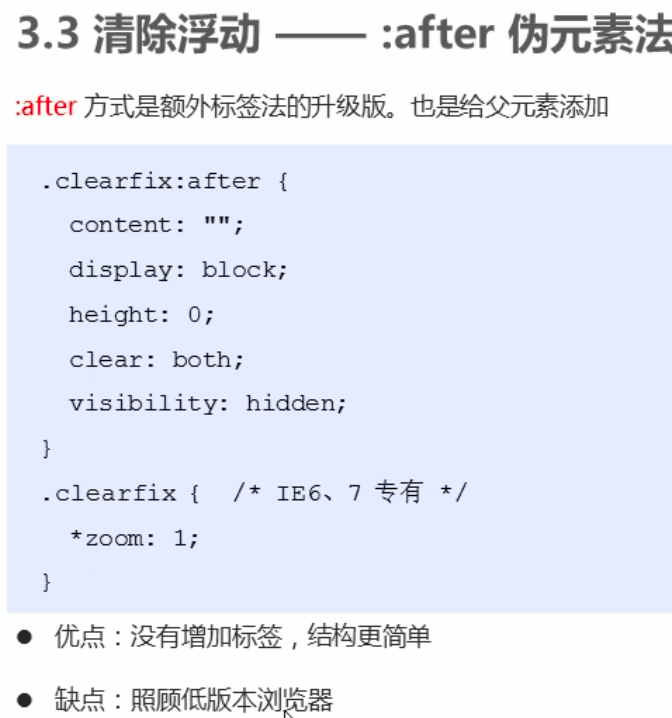 3.3 清除浮动 —— :after 伪元素法
:after 方式是额外标签法的升级版。也是给父元素添加
.clearfix:after {
content: "";
display: block;
height: 0;
clear: both;
visibility: hidden;
}
.clearfix { /* IE6、7 专有 */
*zoom: 1;
}
● 优点：没有增加标签，结构更简单
● 缺点：照顾低版本浏览器